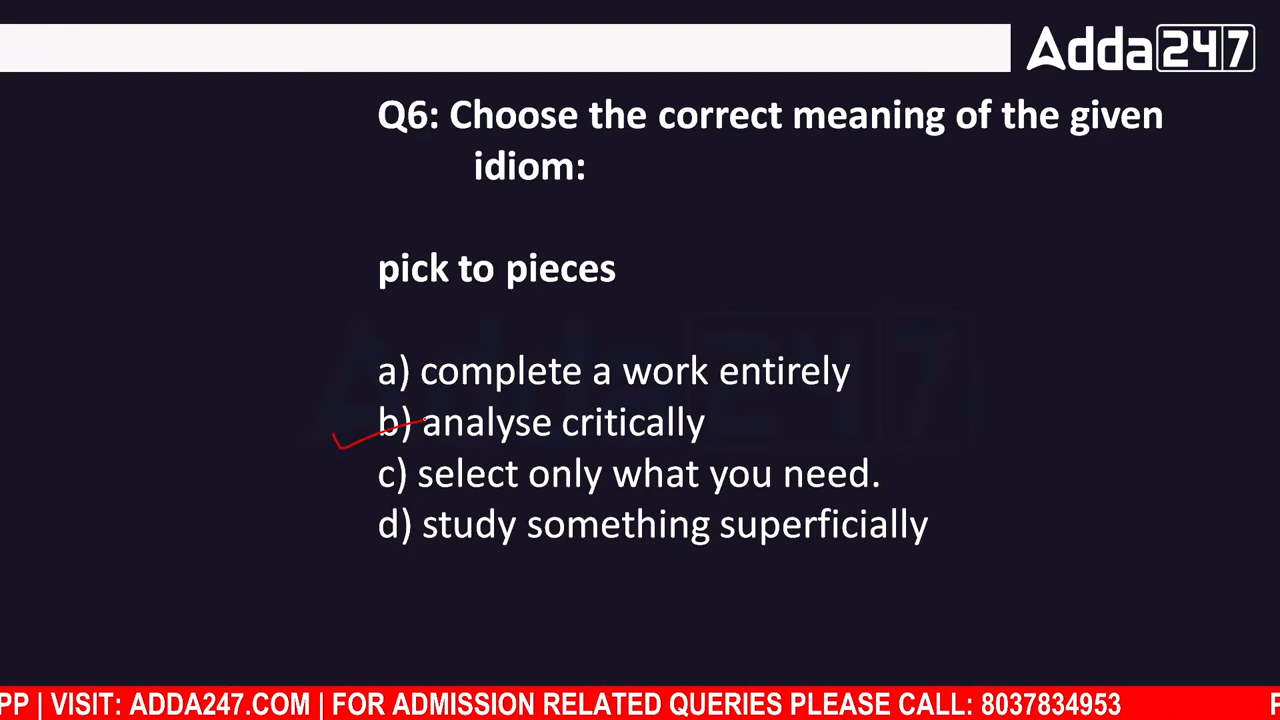 Adda247
Q6: Choose the correct meaning of the given
idiom:
pick to pieces
a) complete a work entirely
b) analyse critically
c) select only what you need.
d) study something superficially
PP | VISIT: ADDA247.COM | FOR ADMISSION RELATED QUERIES PLEASE CALL: 8037834953